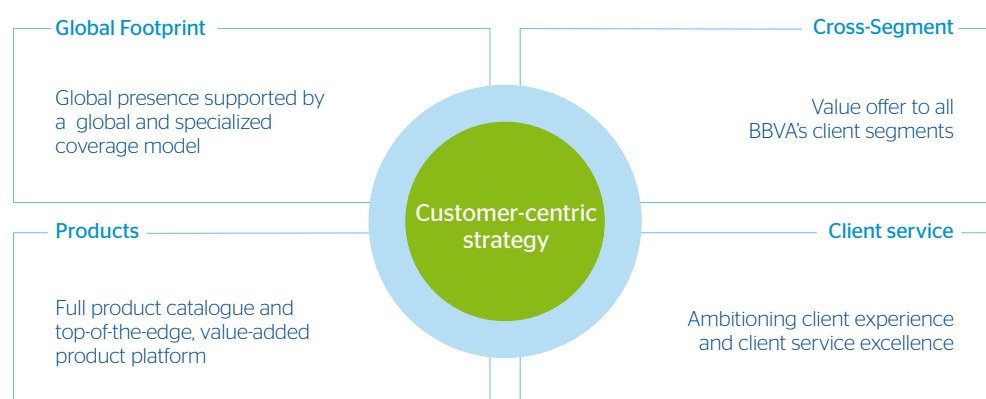 Global Footprint
Global presence supported by
a global and specialized
coverage model
Cross-Segment
Value offer to all
BBVA's client segments
Customer-centric
strategy
Products
Full product catalogue and
top-of-the-edge, value-added
product platform
Client service
Ambitioning client experience
and client service excellence